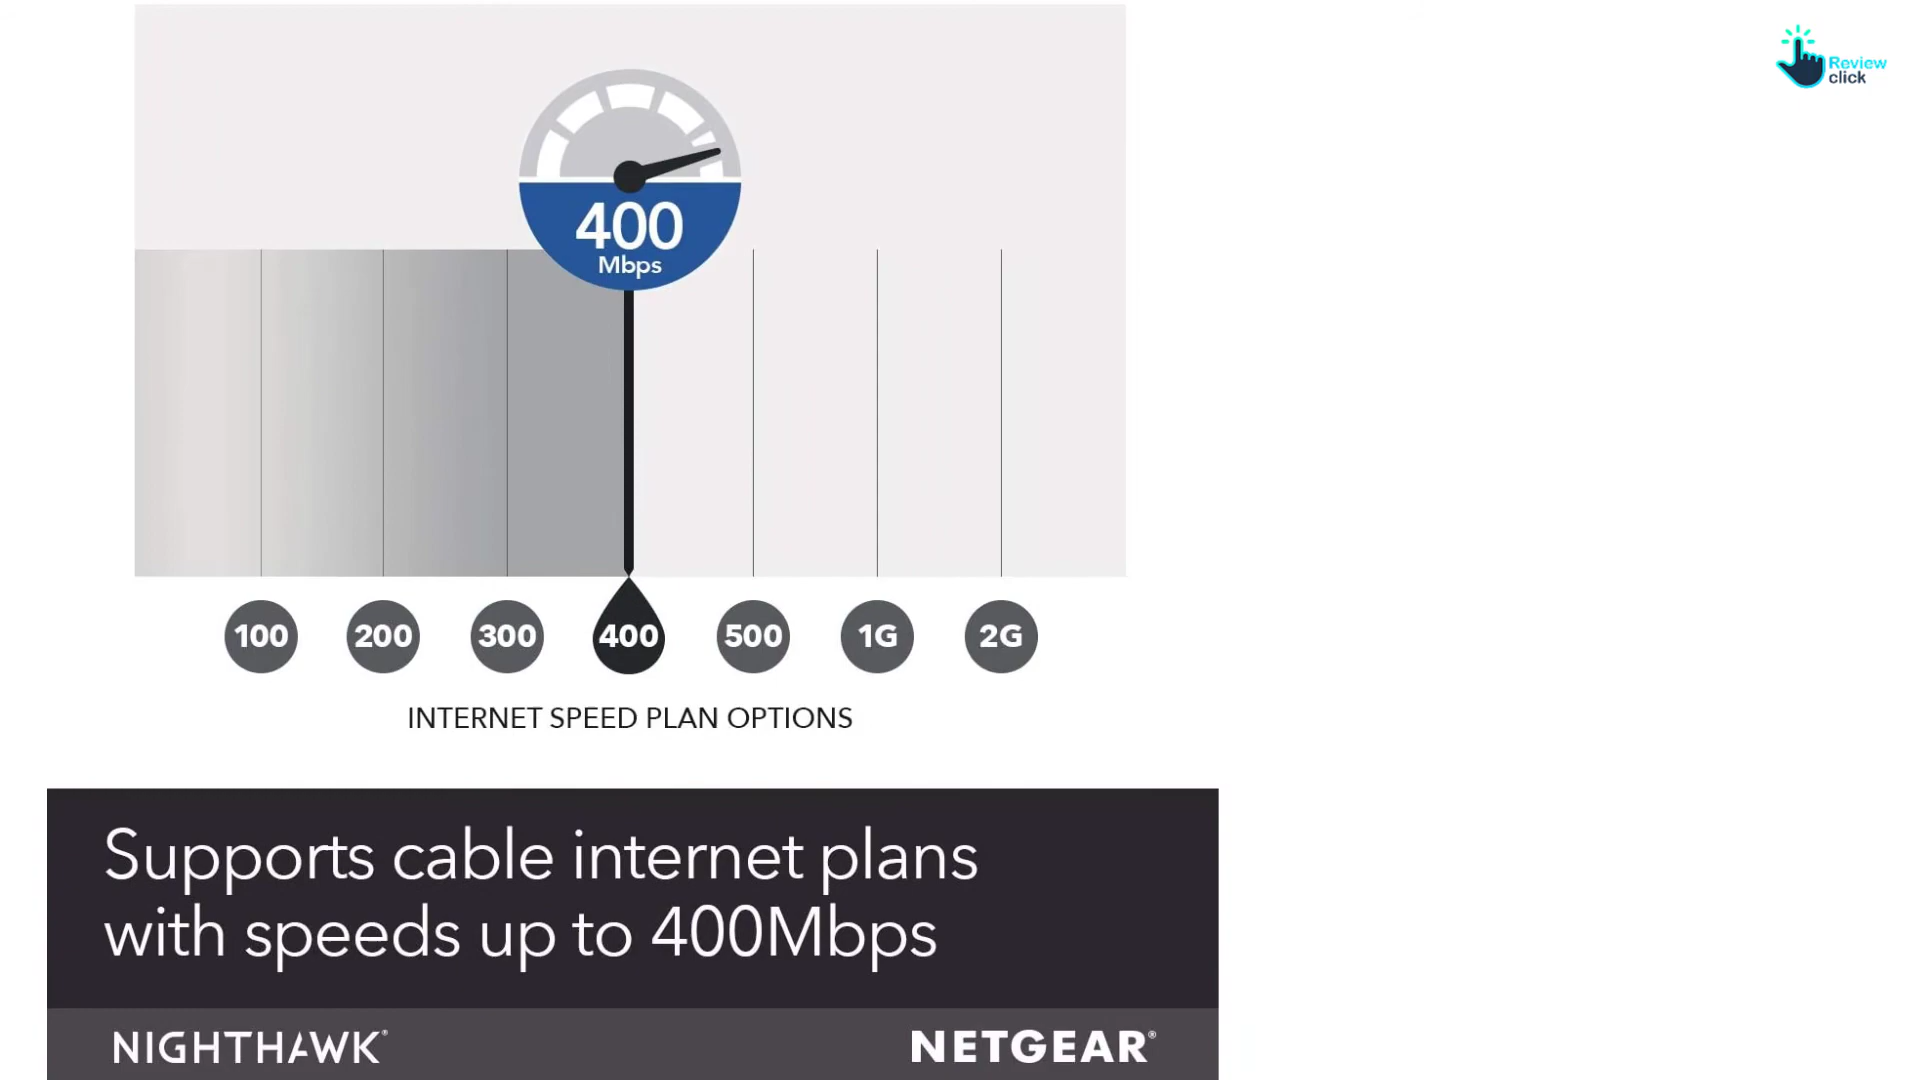 Review
click
400
Mbps
100 200 300 400 500 1G 2G
INTERNET SPEED PLAN OPTIONS
Supports cable internet plans
with speeds up to 400Mbps
NIGHTHAWK® NETGEAR®